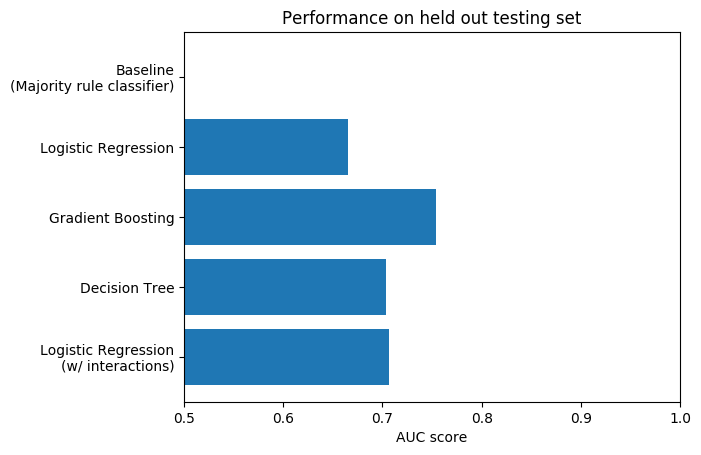 Performance on held out testing set
Baseline
(Majority rule classifier)
Logistic Regression
Gradient Boosting
Decision Tree
Logistic Regression
(w/ interactions)
0.5 0.6 0.7 0.8 0.9 1.0
AUC score